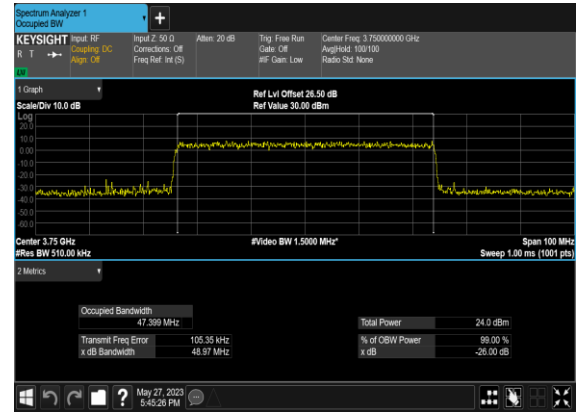 Spectrum Analyzer 1
Occupied BW
KEYSIGHT
R T
LW
Input: RF
Coupling: DC
Align: Off
Input Z: 50 Ω
Corrections: Off
Freq Ref: Int (S)
Atten: 20 dB
Trig: Free Run
Gate: Off
#IF Gain: Low
Center Freq: 3.750000000 GHz
Avg|Hold: 100/100
Radio Std: None
1 Graph
Scale/Div 10.0 dB
Ref Lvl Offset 26.50 dB
Ref Value 30.00 dBm
Log
20.0
10.0
0.00
-10.0
-20.0
-30.0
-40.0
-50.0
-60.0
Center 3.75 GHz
#Res BW 510.00 kHz
#Video BW 1.5000 MHz*
Span 100 MHz
Sweep 1.00 ms (1001 pts)
2 Metrics
Occupied Bandwidth
47.399 MHz
Transmit Freq Error 105.35 kHz
x dB Bandwidth 48.97 MHz
Total Power 24.0 dBm
% of OBW Power 99.00 %
x dB -26.00 dB
?
May 27, 2023
5:45:26 PM